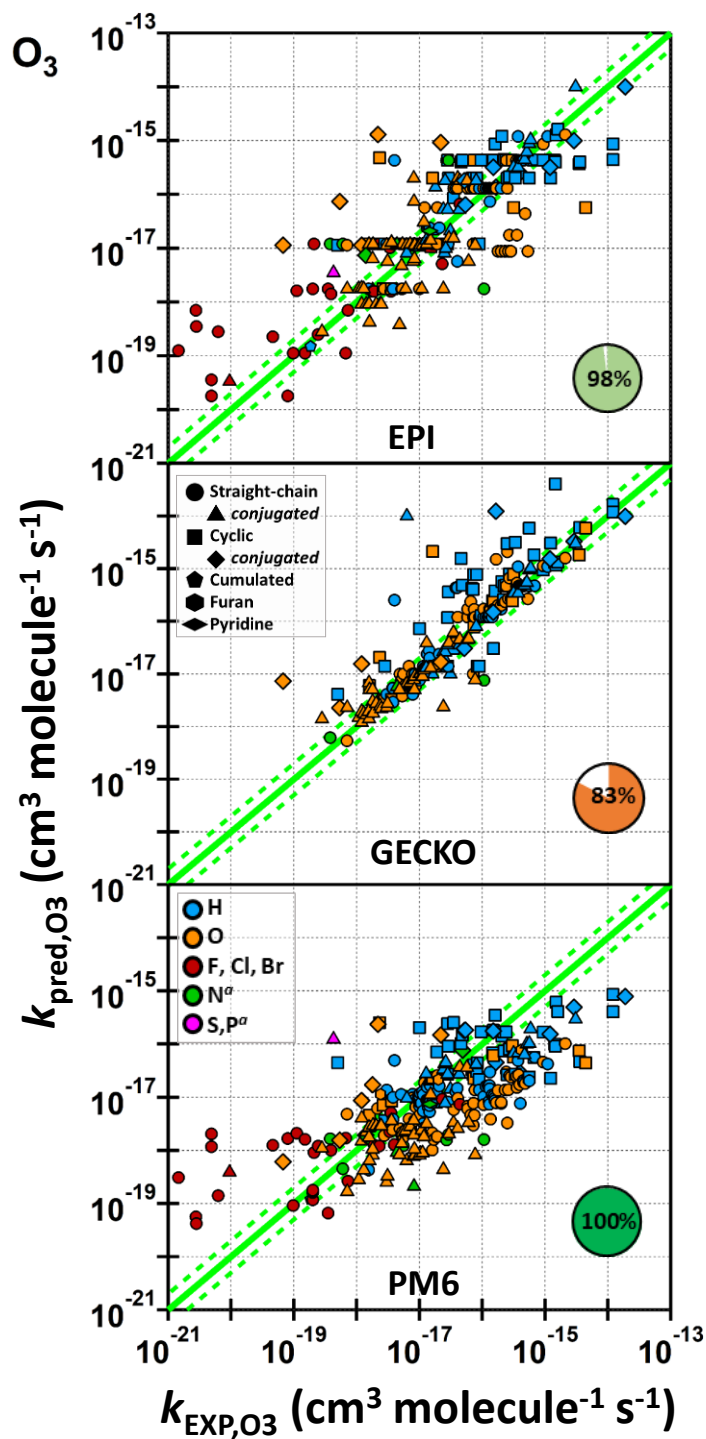 O₃
10⁻¹³
10⁻¹⁵
10⁻¹⁷
10⁻¹⁹
10⁻²¹
98%
EPI
Straight-chain
conjugated
Cyclic
conjugated
Cumulated
Furan
Pyridine
10⁻¹⁵
10⁻¹⁷
10⁻¹⁹
10⁻²¹
83%
GECKO
H
O
F, Cl, Br
Nᵃ
S,Pᵃ
10⁻¹⁵
10⁻¹⁷
10⁻¹⁹
10⁻²¹
100%
PM6
k_pred,O3 (cm³ molecule⁻¹ s⁻¹)
10⁻²¹ 10⁻¹⁹ 10⁻¹⁷ 10⁻¹⁵ 10⁻¹³
k_EXP,O3 (cm³ molecule⁻¹ s⁻¹)